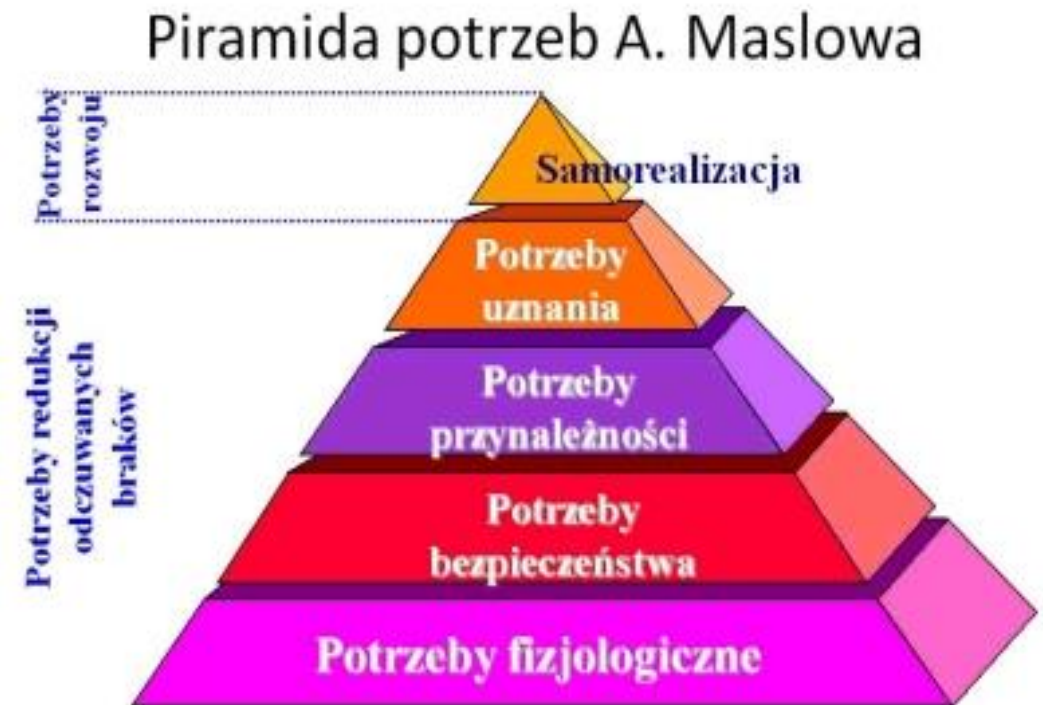 Piramida potrzeb A. Maslowa
Potrzeby
rozwoju
Samorealizacja
Potrzeby
uznania
Potrzeby redukcji
odczuwanych
braków
Potrzeby
przynależności
Potrzeby
bezpieczeństwa
Potrzeby fizjologiczne